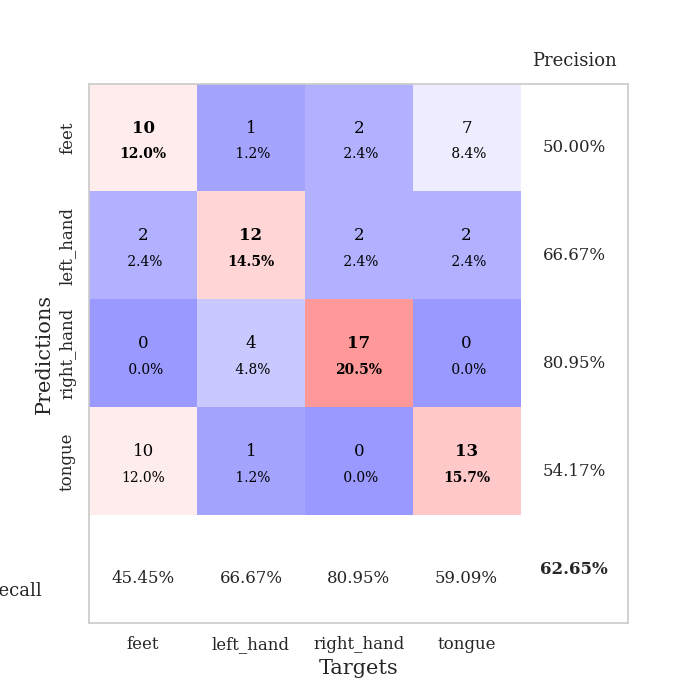 Precision
feet
10 1 2 7
12.0% 1.2% 2.4% 8.4%
50.00%
left_hand
2 12 2 2
2.4% 14.5% 2.4% 2.4%
66.67%
Predictions
right_hand
0 4 17 0
0.0% 4.8% 20.5% 0.0%
80.95%
tongue
10 1 0 13
12.0% 1.2% 0.0% 15.7%
54.17%
ecall
45.45% 66.67% 80.95% 59.09%
62.65%
feet left_hand right_hand tongue
Targets